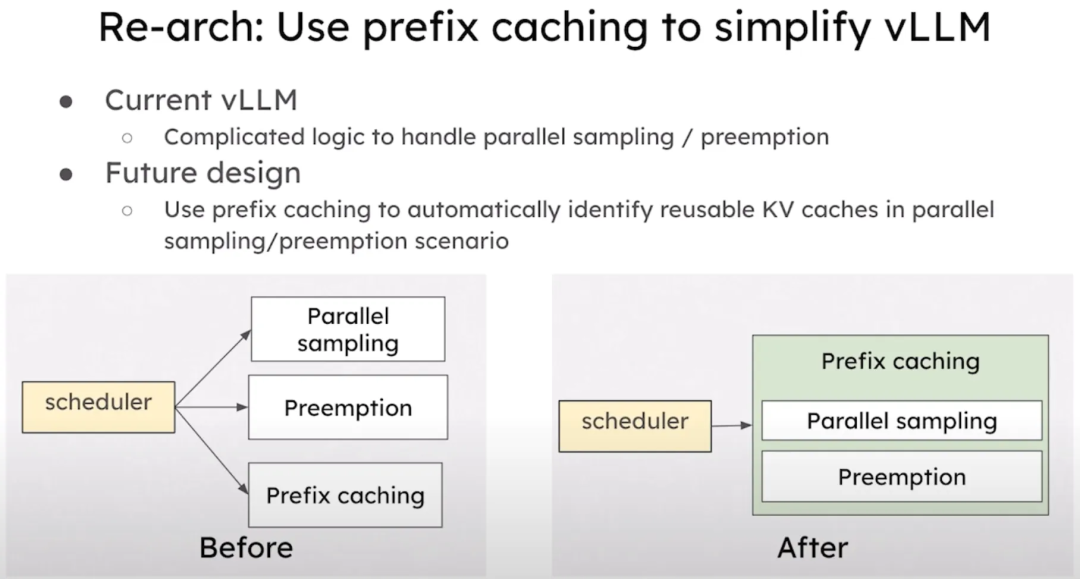 Re-arch: Use prefix caching to simplify vLLM
● Current vLLM
○ Complicated logic to handle parallel sampling / preemption
● Future design
○ Use prefix caching to automatically identify reusable KV caches in parallel
sampling/preemption scenario
scheduler
Parallel
sampling
Preemption
Prefix caching
Before
scheduler
Prefix caching
Parallel sampling
Preemption
After